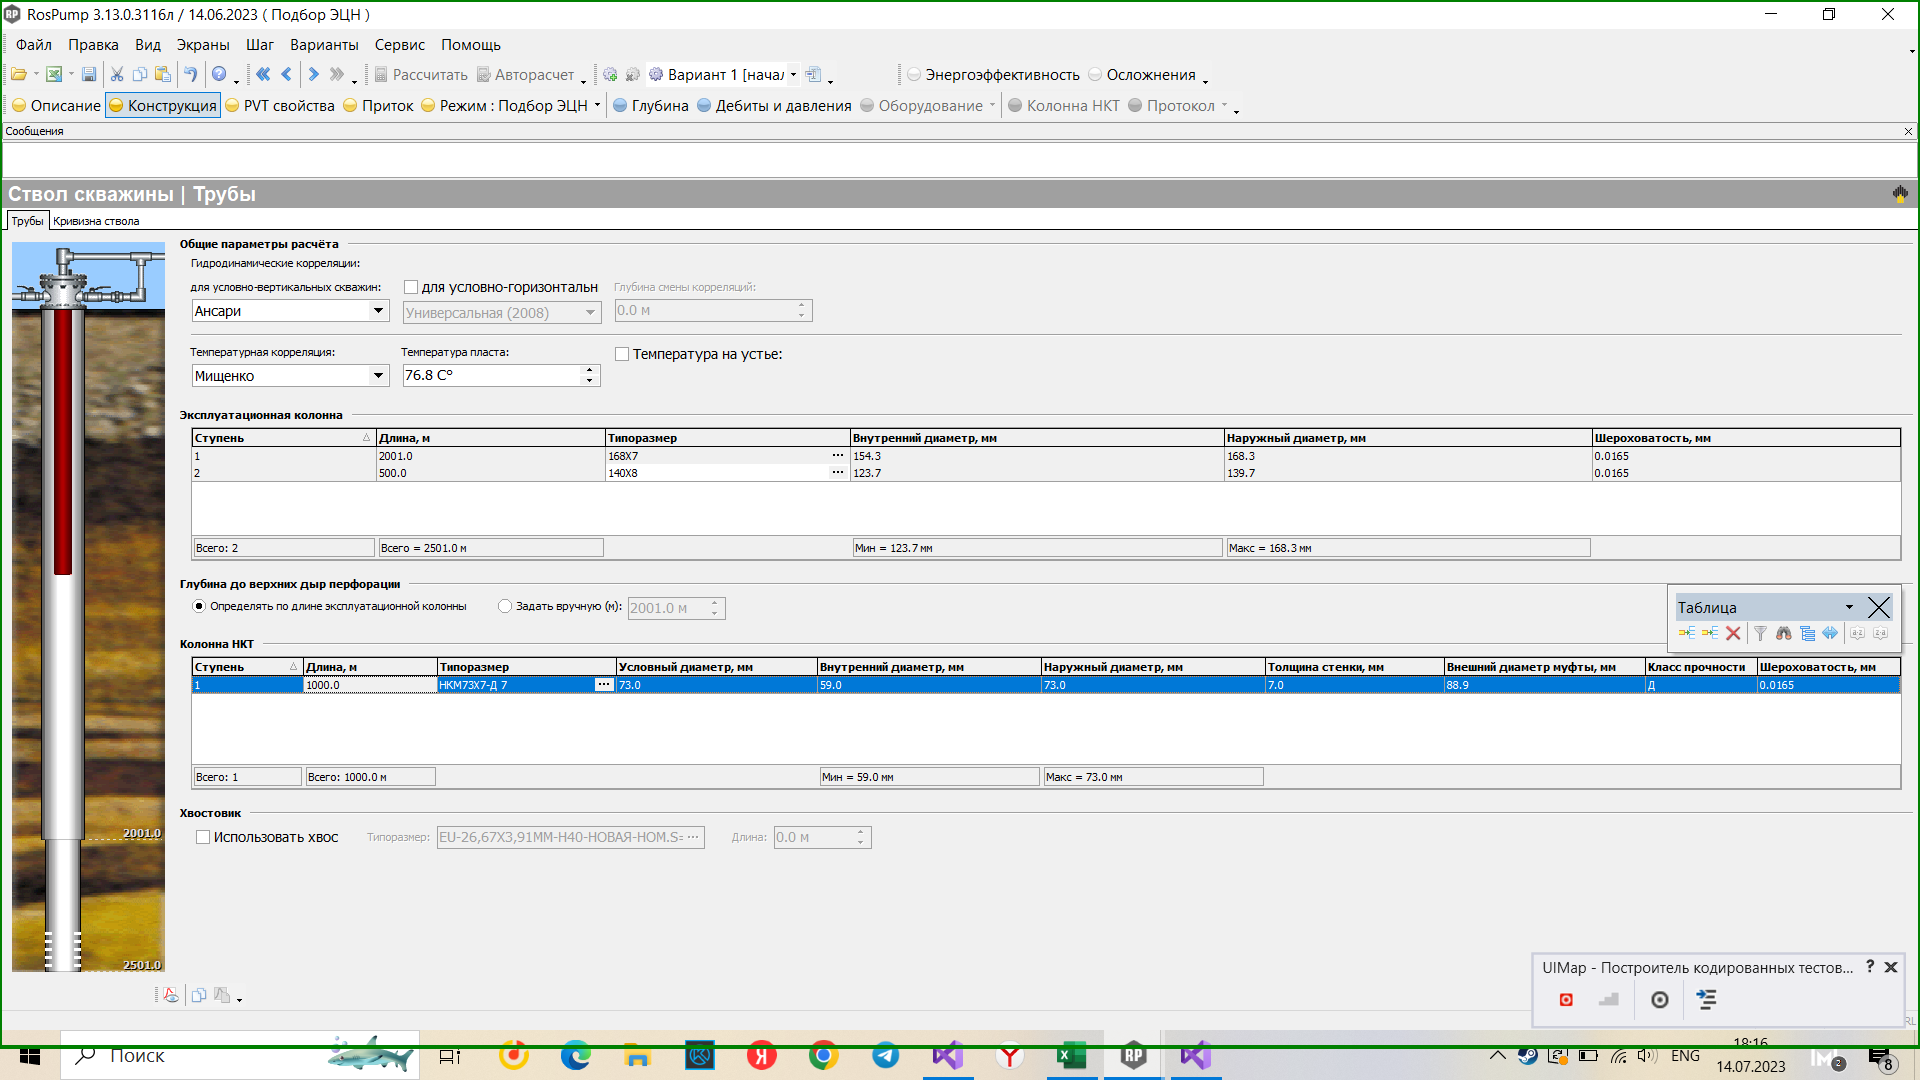 RosPump 3.13.0.3116л / 14.06.2023 ( Подбор ЭЦН )
Файл Правка Вид Экраны Шаг Варианты Сервис Помощь
Рассчитать Авторасчет Вариант 1 [начал Энергоэффективность Осложнения
Описание Конструкция PVT свойства Приток Режим : Подбор ЭЦН Глубина Дебиты и давления Оборудование Колонна НКТ Протокол
Сообщения
Ствол скважины | Трубы
Трубы Кривизна ствола
Общие параметры расчёта
Гидродинамические корреляции:
для условно-вертикальных скважин: для условно-горизонтальн Глубина смены корреляций:
Ансари Универсальная (2008) 0.0 м
Температурная корреляция: Температура пласта: Температура на устье:
Мищенко 76.8 C°
Эксплуатационная колонна
Ступень Длина, м Типоразмер Внутренний диаметр, мм Наружный диаметр, мм Шероховатость, мм
1 2001.0 168X7 ... 154.3 168.3 0.0165
2 500.0 140X8 ... 123.7 139.7 0.0165
Всего: 2 Всего = 2501.0 м Мин = 123.7 мм Макс = 168.3 мм
Глубина до верхних дыр перфорации
Определять по длине эксплуатационной колонны Задать вручную (м): 2001.0 м
Таблица
Колонна НКТ
Ступень Длина, м Типоразмер Условный диаметр, мм Внутренний диаметр, мм Наружный диаметр, мм Толщина стенки, мм Внешний диаметр муфты, мм Класс прочности Шероховатость, мм
1 1000.0 НКМ73Х7-Д 7 ... 73.0 59.0 73.0 7.0 88.9 Д 0.0165
Всего: 1 Всего: 1000.0 м Мин = 59.0 мм Макс = 73.0 мм
Хвостовик
Использовать хвос Типоразмер: EU-26,67X3,91MM-H40-НОВАЯ-НОМ.S= ... Длина: 0.0 м
2001.0
2501.0
UIMap - Построитель кодированных тестов... ?
Поиск
ENG
18:16
14.07.2023
2
8